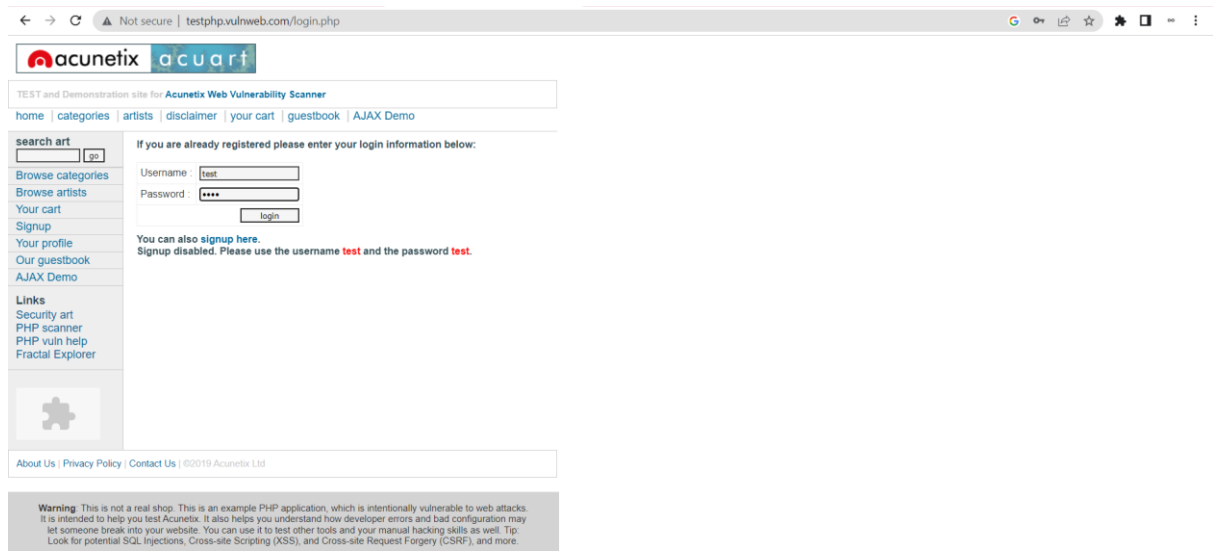 Not secure | testphp.vulnweb.com/login.php
acunetix acuart
TEST and Demonstration site for Acunetix Web Vulnerability Scanner
home | categories | artists | disclaimer | your cart | guestbook | AJAX Demo
search art
go
Browse categories
Browse artists
Your cart
Signup
Your profile
Our guestbook
AJAX Demo
Links
Security art
PHP scanner
PHP vuln help
Fractal Explorer
If you are already registered please enter your login information below:
Username : test
Password : ••••
login
You can also signup here.
Signup disabled. Please use the username test and the password test.
About Us | Privacy Policy | Contact Us | ©2019 Acunetix Ltd
Warning: This is not a real shop. This is an example PHP application, which is intentionally vulnerable to web attacks.
It is intended to help you test Acunetix. It also helps you understand how developer errors and bad configuration may
let someone break into your website. You can use it to test other tools and your manual hacking skills as well. Tip:
Look for potential SQL Injections, Cross-site Scripting (XSS), and Cross-site Request Forgery (CSRF), and more.